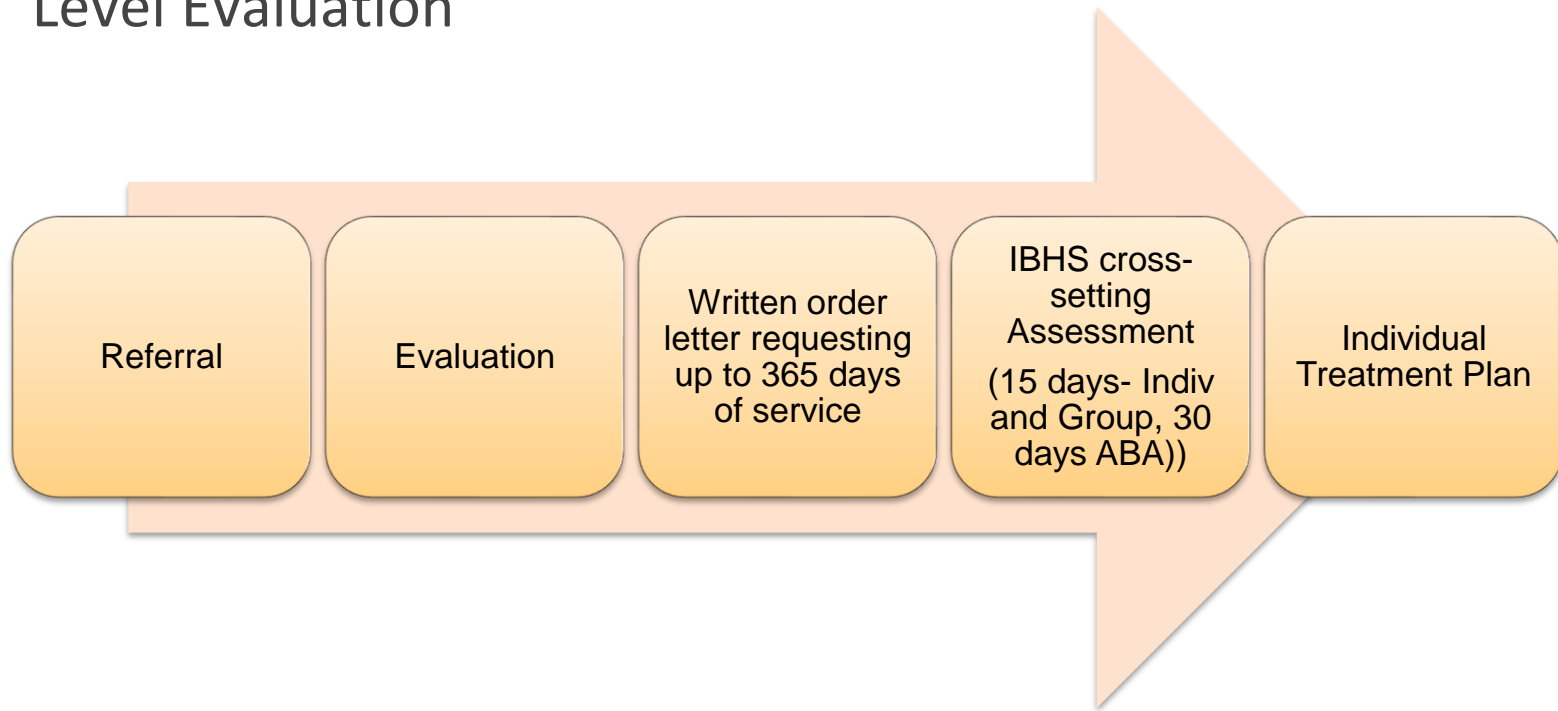 Level Evaluation
Referral
Evaluation
Written order
letter requesting
up to 365 days
of service
IBHS cross-
setting
Assessment
(15 days- Indiv
and Group, 30
days ABA))
Individual
Treatment Plan